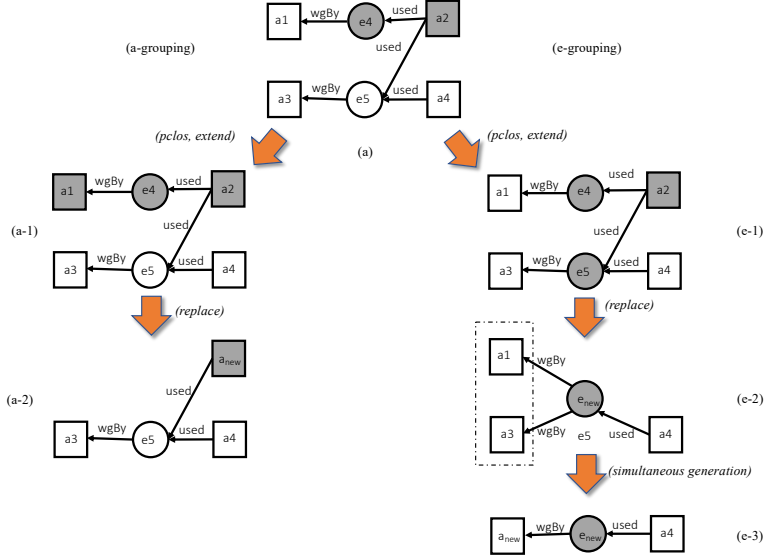 a1 wgBy e4 used a2
(a-grouping) (e-grouping)
used
a3 wgBy e5 used a4
(pclos, extend) (pclos, extend)
(a)
a1 wgBy e4 used a2
a1 wgBy e4 used a2
(a-1) used
used (e-1)
a3 wgBy e5 used a4
a3 wgBy e5 used a4
(replace) (replace)
anew
a1 wgBy
used
(a-2) enew (e-2)
a3 wgBy e5 used a4
a3 wgBy e5 used a4
(simultaneous generation)
anew wgBy enew used a4 (e-3)